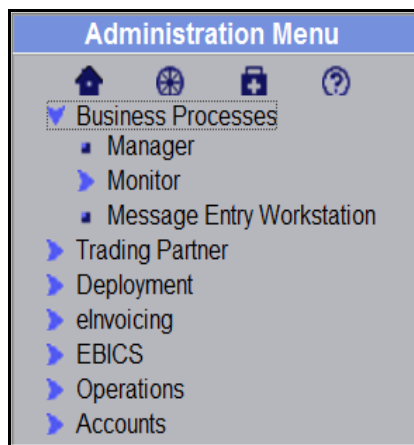 Administration Menu
Business Processes
Manager
Monitor
Message Entry Workstation
Trading Partner
Deployment
eInvoicing
EBICS
Operations
Accounts